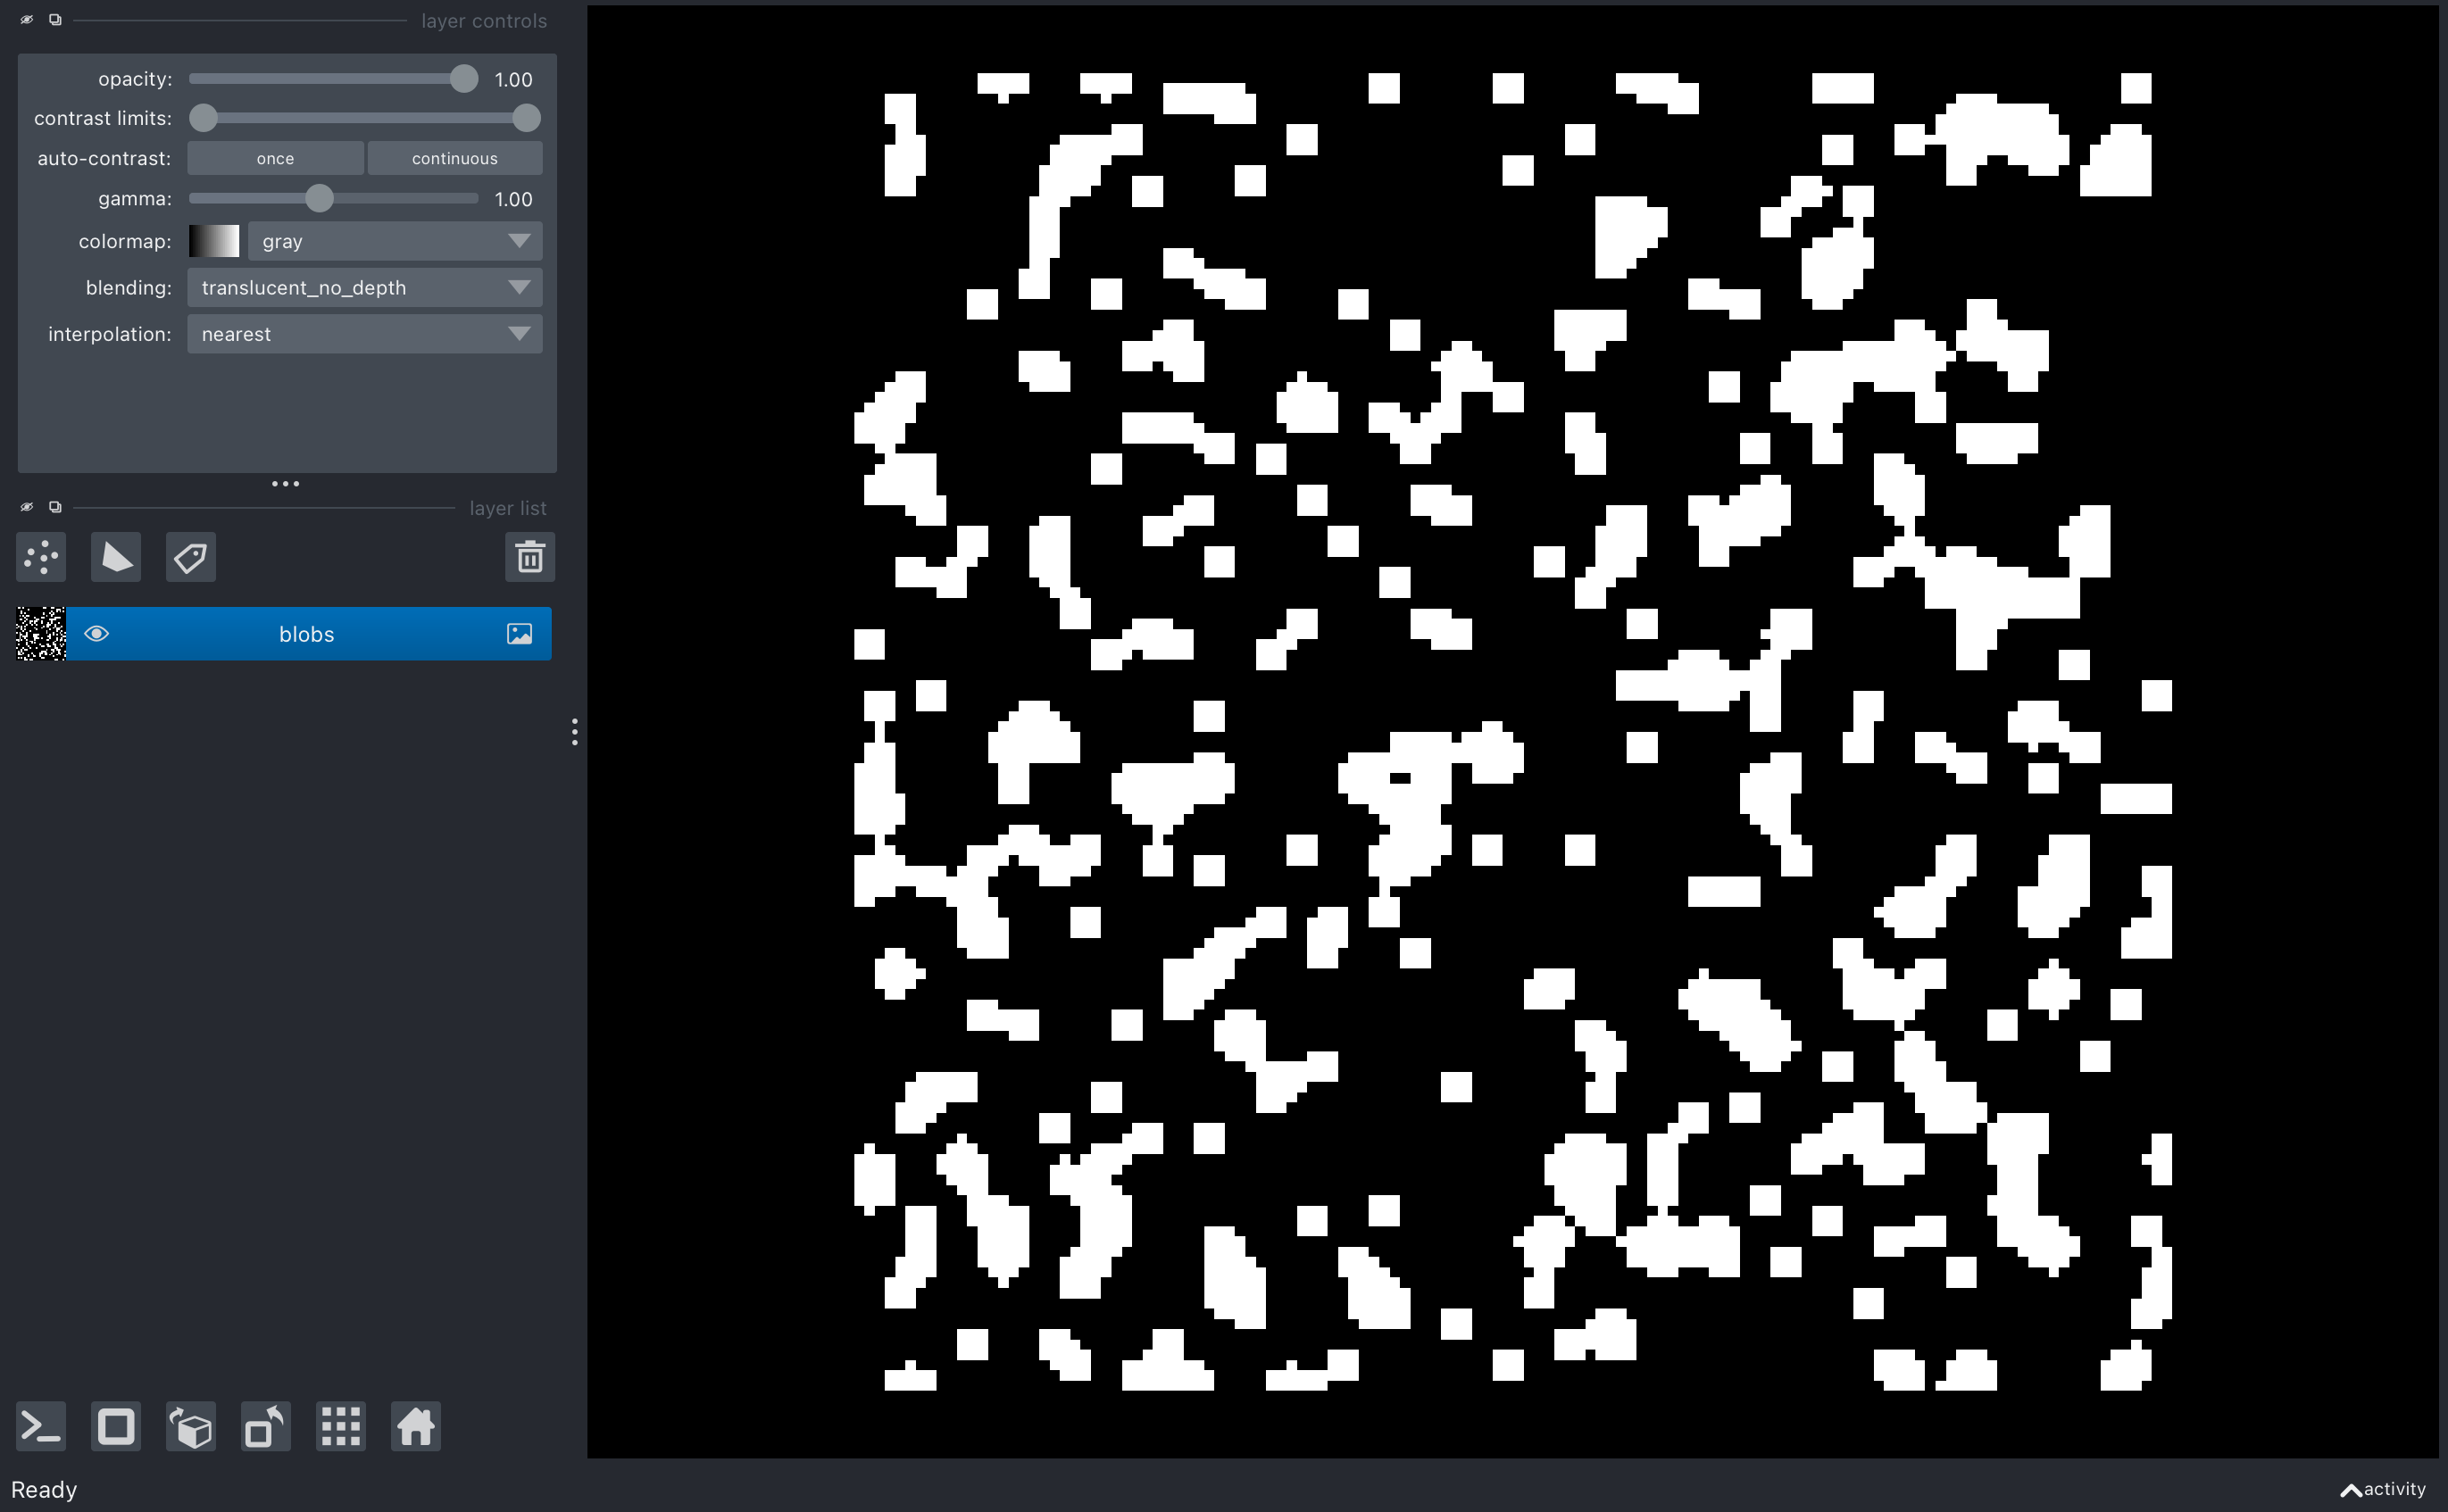 layer controls
opacity: 1.00
contrast limits:
auto-contrast: once continuous
gamma: 1.00
colormap: gray
blending: translucent_no_depth
interpolation: nearest
layer list
blobs
Ready
activity